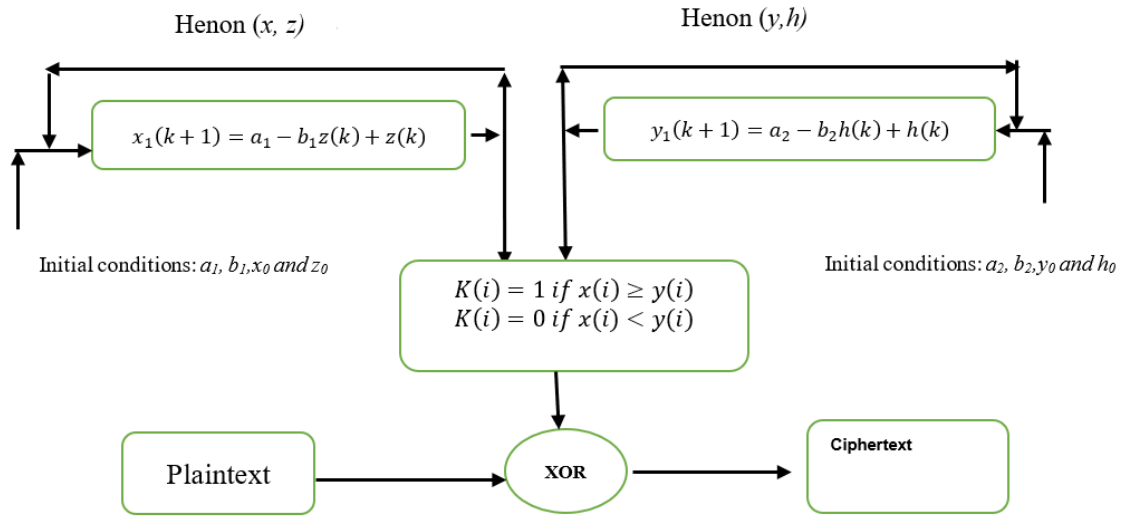 Henon (x, z)
Henon (y,h)
x₁(k + 1) = a₁ − b₁z(k) + z(k)
y₁(k + 1) = a₂ − b₂h(k) + h(k)
Initial conditions: a₁, b₁,x₀ and z₀
Initial conditions: a₂, b₂,y₀ and h₀
K(i) = 1 if x(i) ≥ y(i)
K(i) = 0 if x(i) < y(i)
Plaintext
XOR
Ciphertext